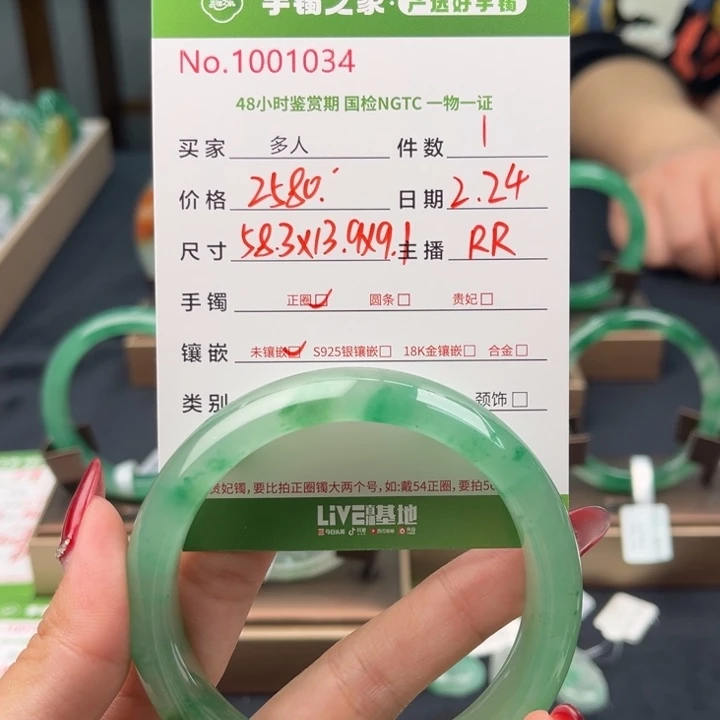 手镯之家·严选好手镯
No.1001034
48小时鉴赏期 国检NGTC 一物一证
买家 多人 件数 1
价格 2580. 日期 2.24
尺寸 58.3X13.9X9.1 主播 RR
手镯 正圈 圆条 贵妃
镶嵌 未镶嵌 S925银镶嵌 18K金镶嵌 合金
类别 颈饰
贵妃镯,要比拍正圈镯大两个号,如:戴54正圈,要拍56
LiVE 基地